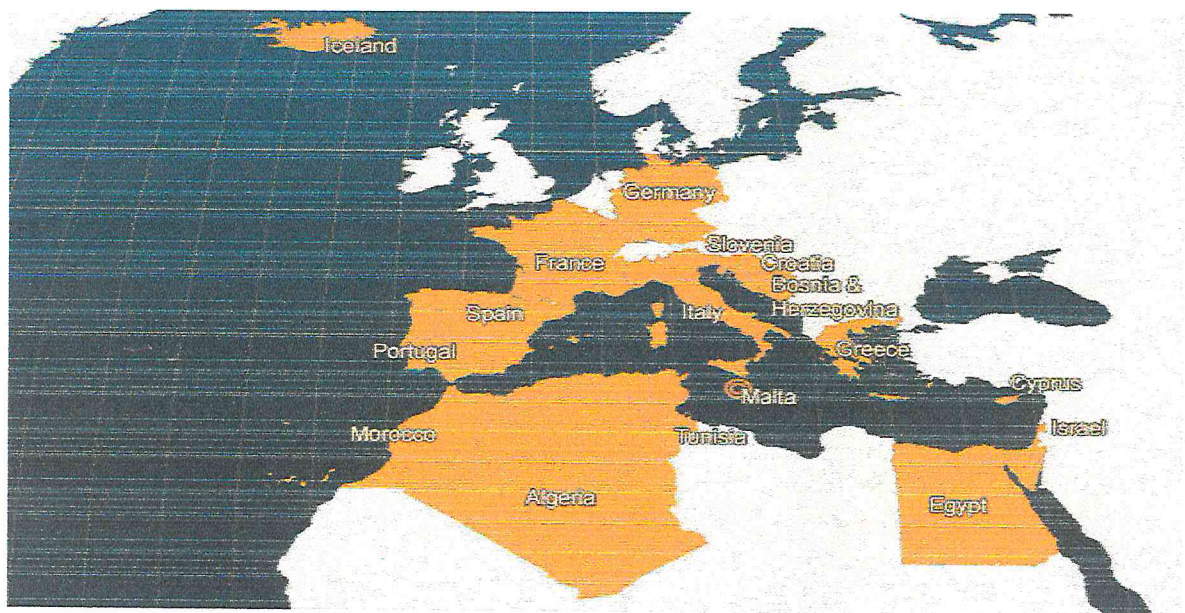 Iceland
Germany
Slovenia
France
Croatia
Bosnia &
Herzegovina
Spain
Italy
Portugal
Greece
Cyprus
Malta
Morocco
Tunisia
Israel
Algeria
Egypt